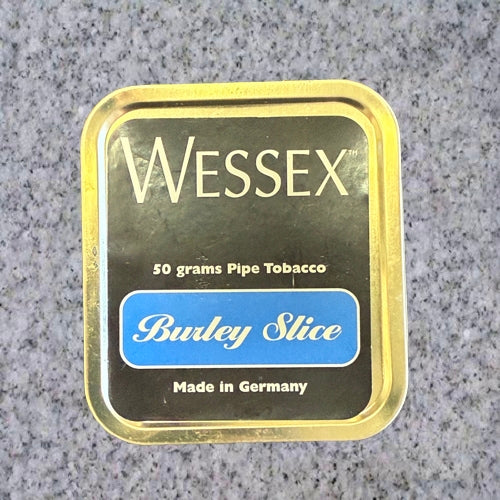 WESSEX™
50 grams Pipe Tobacco
Burley Slice
Made in Germany